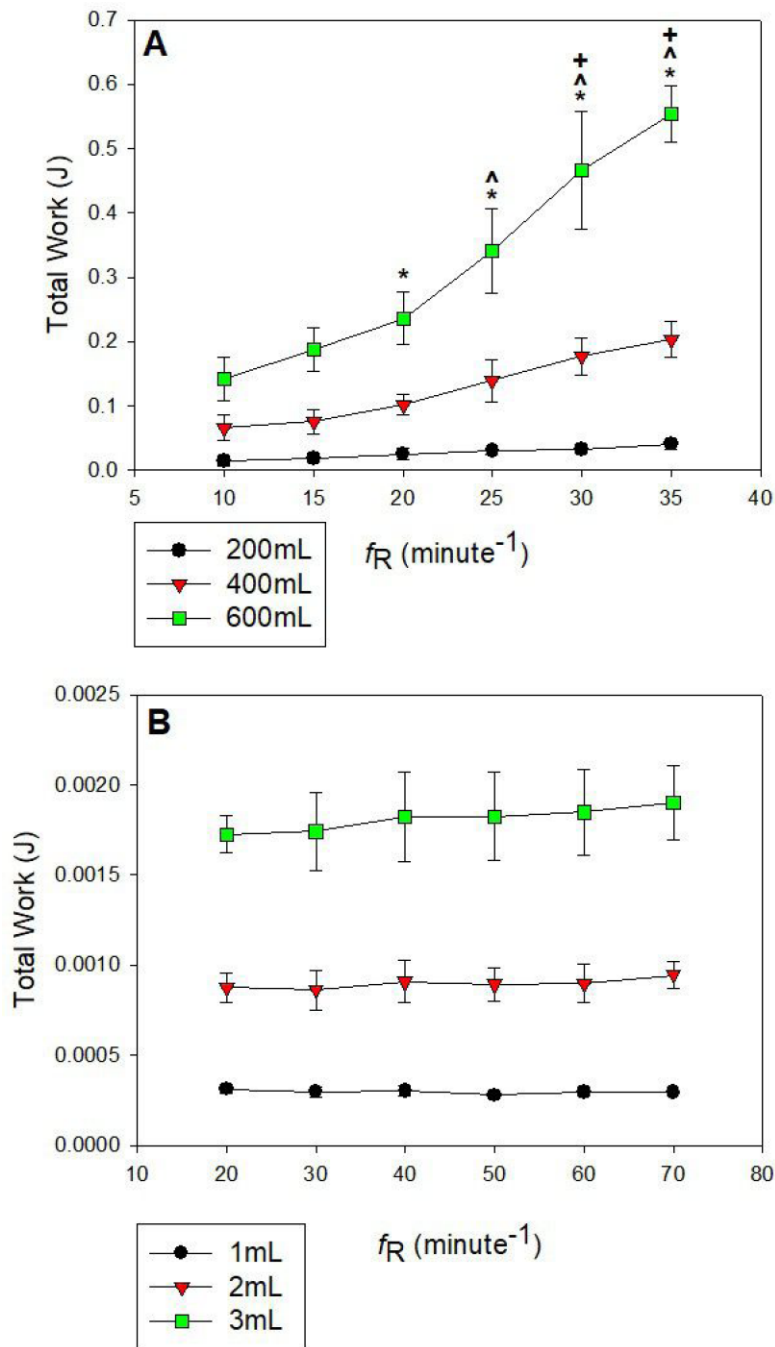 A
0.7
0.6
0.5
0.4
0.3
0.2
0.1
0.0
Total Work (J)
*
^
*
+
^
*
+
^
*
5 10 15 20 25 30 35 40
fR (minute-1)
200mL
400mL
600mL
B
0.0025
0.0020
0.0015
0.0010
0.0005
0.0000
Total Work (J)
10 20 30 40 50 60 70 80
fR (minute-1)
1mL
2mL
3mL